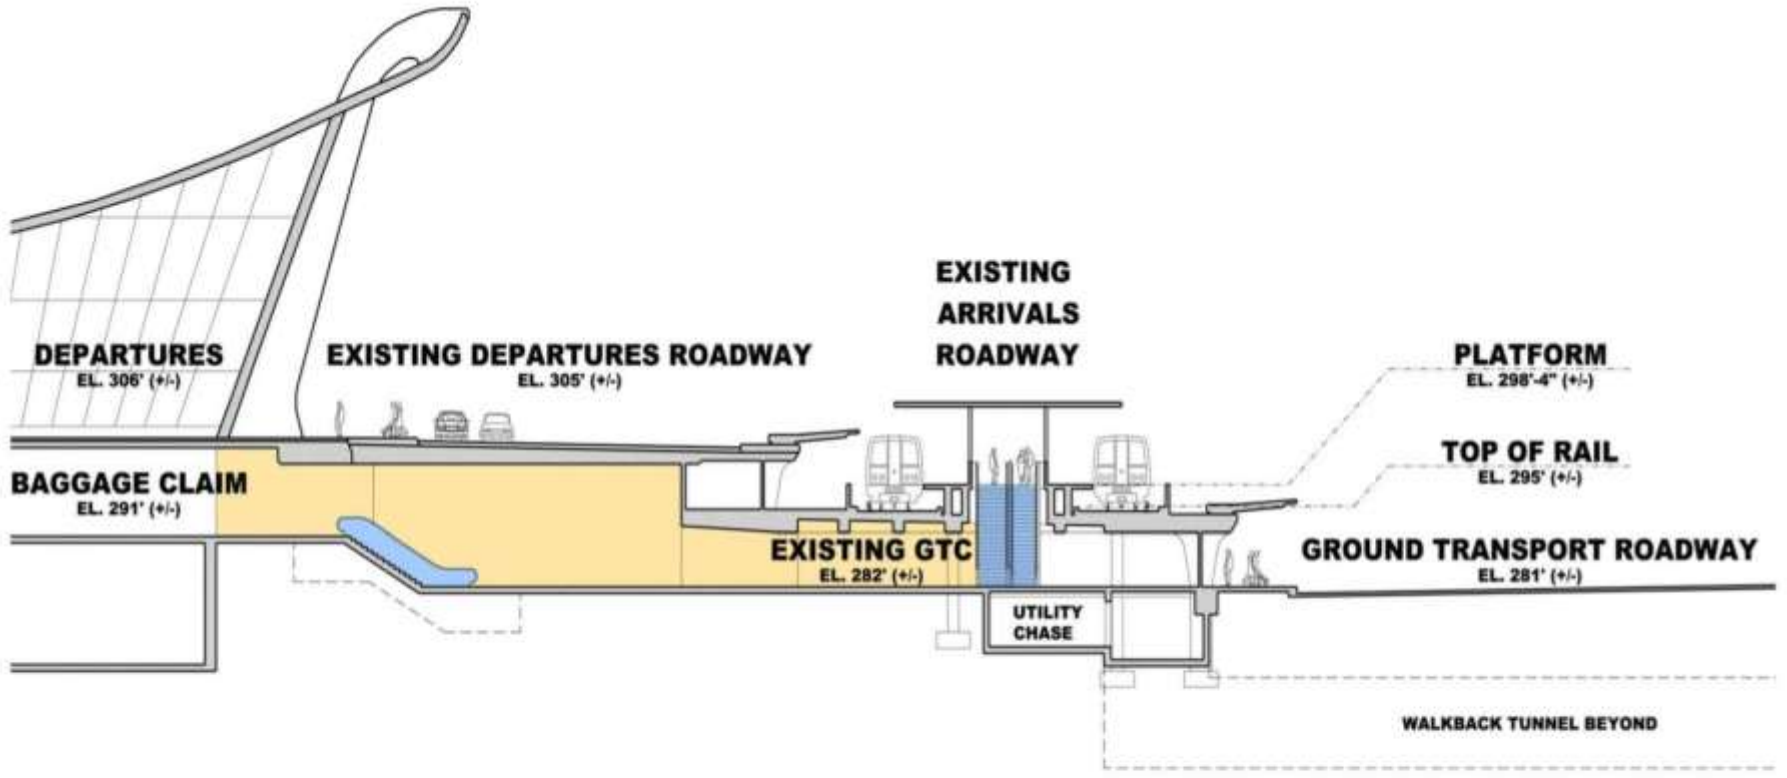 EXISTING
ARRIVALS
ROADWAY
DEPARTURES
EL. 306' (+/-)
EXISTING DEPARTURES ROADWAY
EL. 305' (+/-)
PLATFORM
EL. 298'-4" (+/-)
TOP OF RAIL
EL. 295' (+/-)
BAGGAGE CLAIM
EL. 291' (+/-)
EXISTING GTC
EL. 282' (+/-)
GROUND TRANSPORT ROADWAY
EL. 281' (+/-)
UTILITY
CHASE
WALKBACK TUNNEL BEYOND